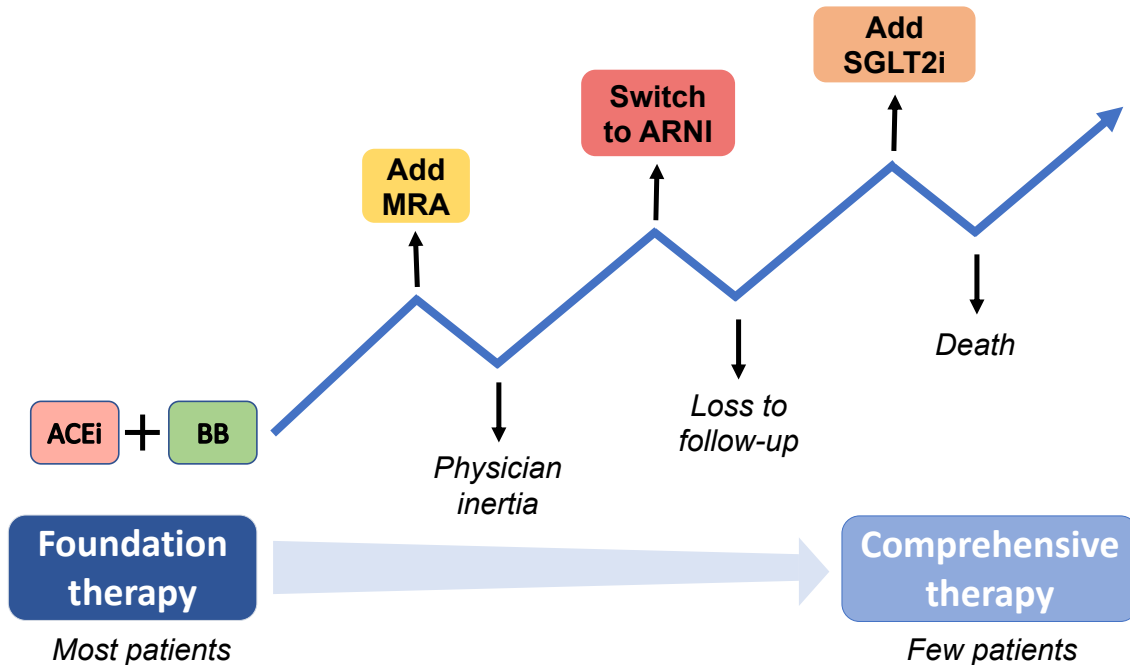 Add
SGLT2i
Switch
to ARNI
Add
MRA
Death
Loss to
follow-up
ACEi + BB
Physician
inertia
Foundation
therapy
Comprehensive
therapy
Most patients
Few patients